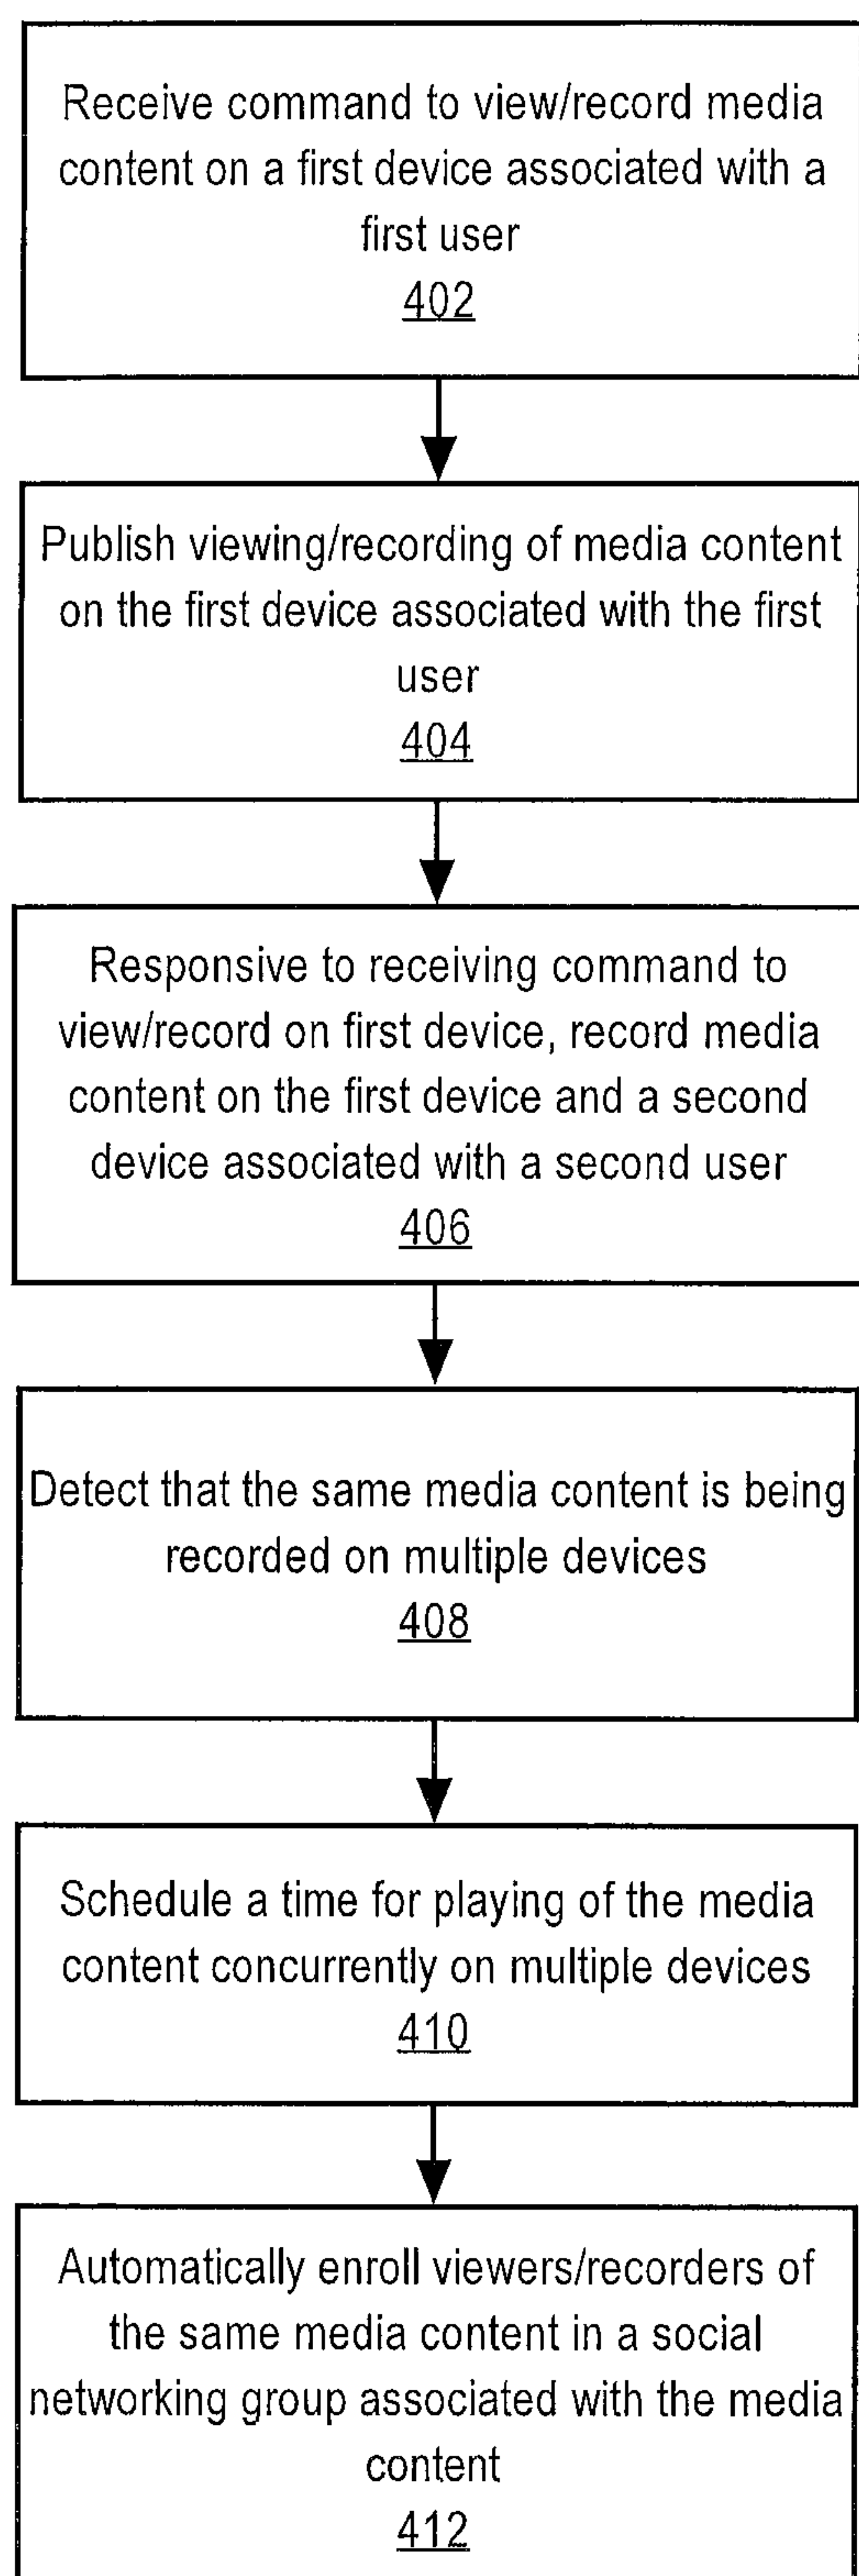 Receive command to view/record media
content on a first device associated with a
first user
402
Publish viewing/recording of media content
on the first device associated with the first
user
404
Responsive to receiving command to
view/record on first device, record media
content on the first device and a second
device associated with a second user
406
Detect that the same media content is being
recorded on multiple devices
408
Schedule a time for playing of the media
content concurrently on multiple devices
410
Automatically enroll viewers/recorders of
the same media content in a social
networking group associated with the media
content
412